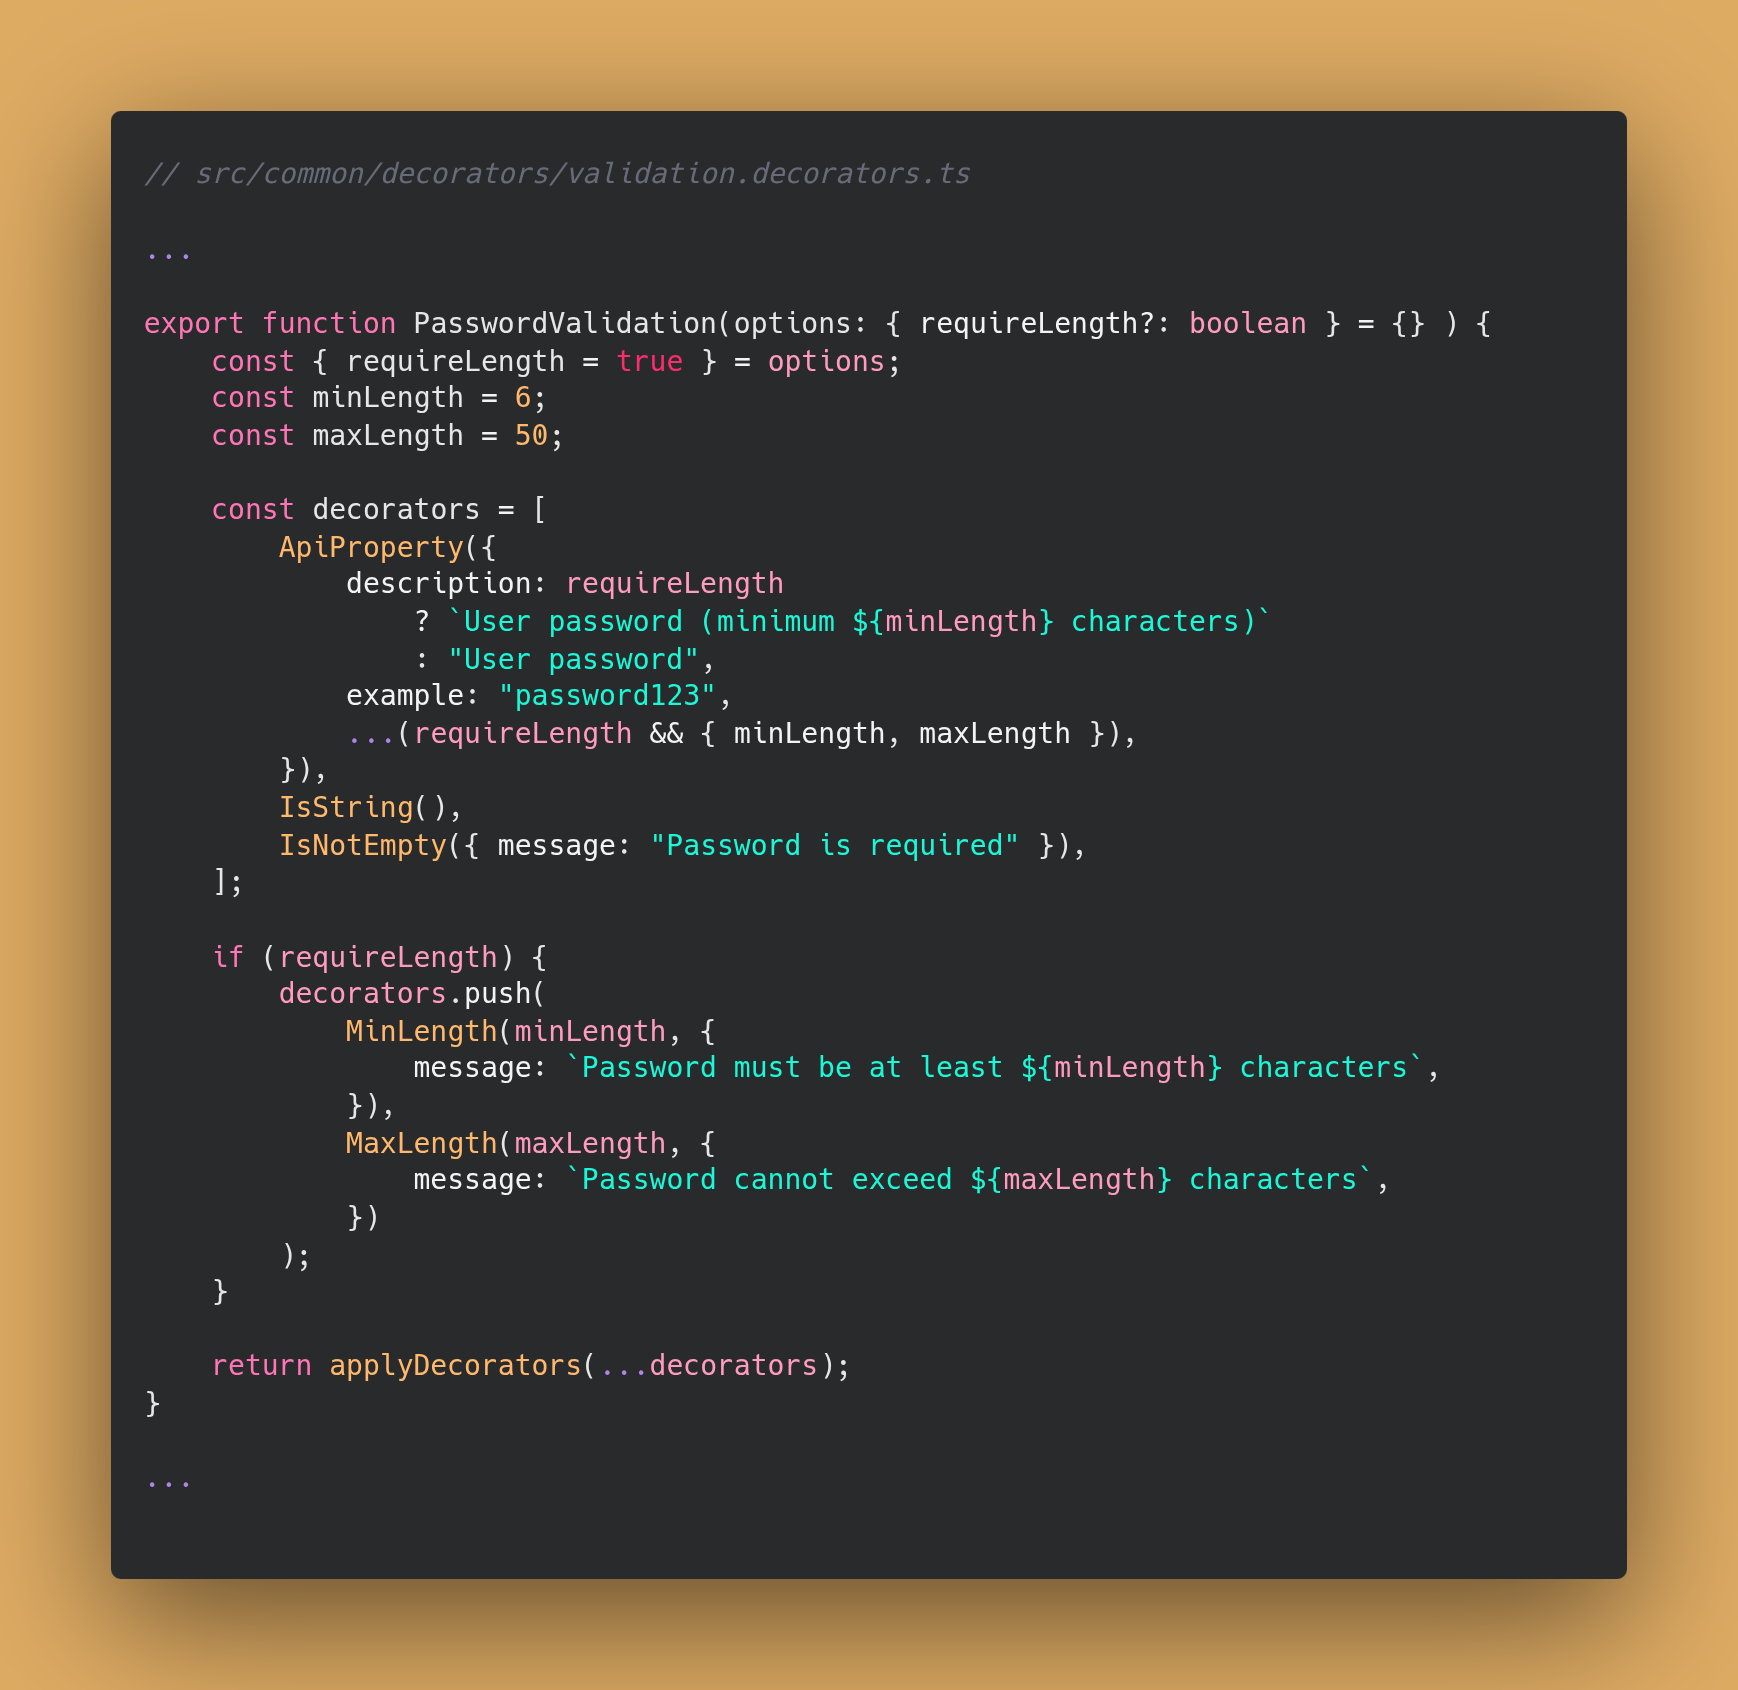 // src/common/decorators/validation.decorators.ts

...

export function PasswordValidation(options: { requireLength?: boolean } = {} ) {
    const { requireLength = true } = options;
    const minLength = 6;
    const maxLength = 50;

    const decorators = [
        ApiProperty({
            description: requireLength
                ? `User password (minimum ${minLength} characters)`
                : "User password",
            example: "password123",
            ...(requireLength && { minLength, maxLength }),
        }),
        IsString(),
        IsNotEmpty({ message: "Password is required" }),
    ];

    if (requireLength) {
        decorators.push(
            MinLength(minLength, {
                message: `Password must be at least ${minLength} characters`,
            }),
            MaxLength(maxLength, {
                message: `Password cannot exceed ${maxLength} characters`,
            })
        );
    }

    return applyDecorators(...decorators);
}

...